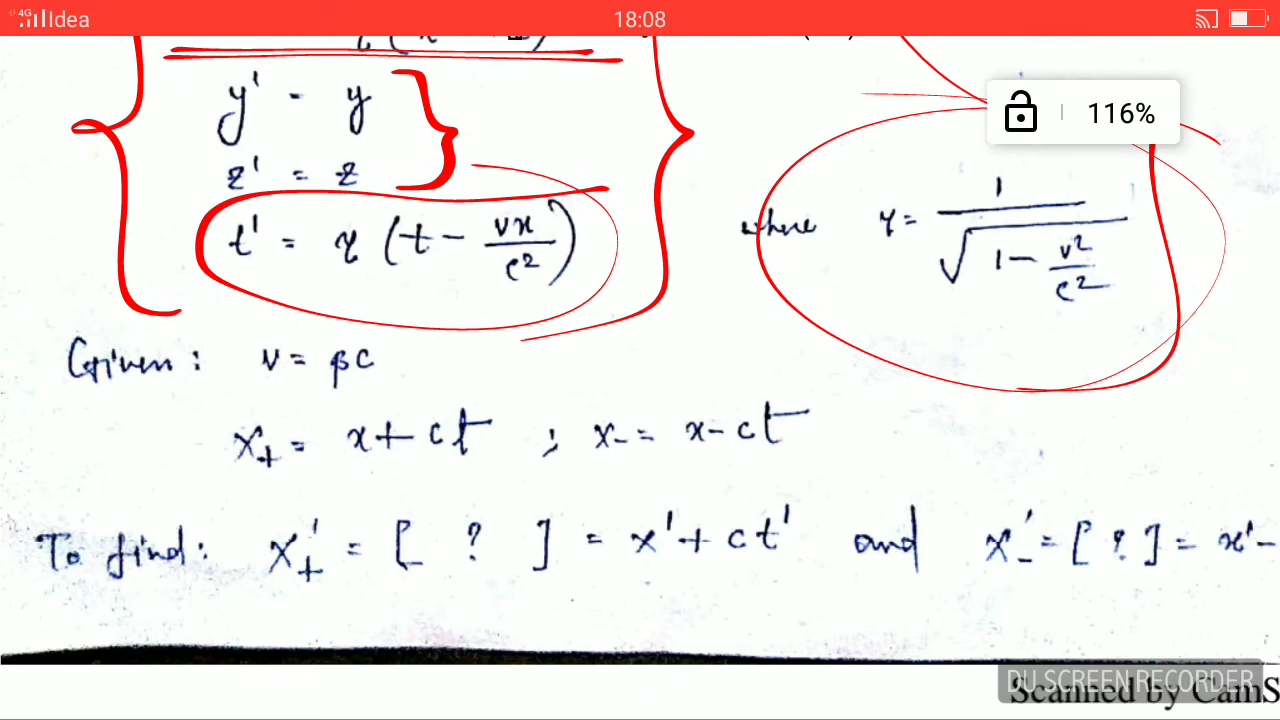 4G Idea 18:08
116%
y' = y
z' = z
t' = γ (t - vx/c²) where γ = 1/√(1 - v²/c²)
Given: v = βc
x₊ = x + ct ; x₋ = x - ct
To find: x₊' = [ ? ] = x' + ct' and x₋' = [ ? ] = x' -
DU SCREEN RECORDER
Scanned by CamS